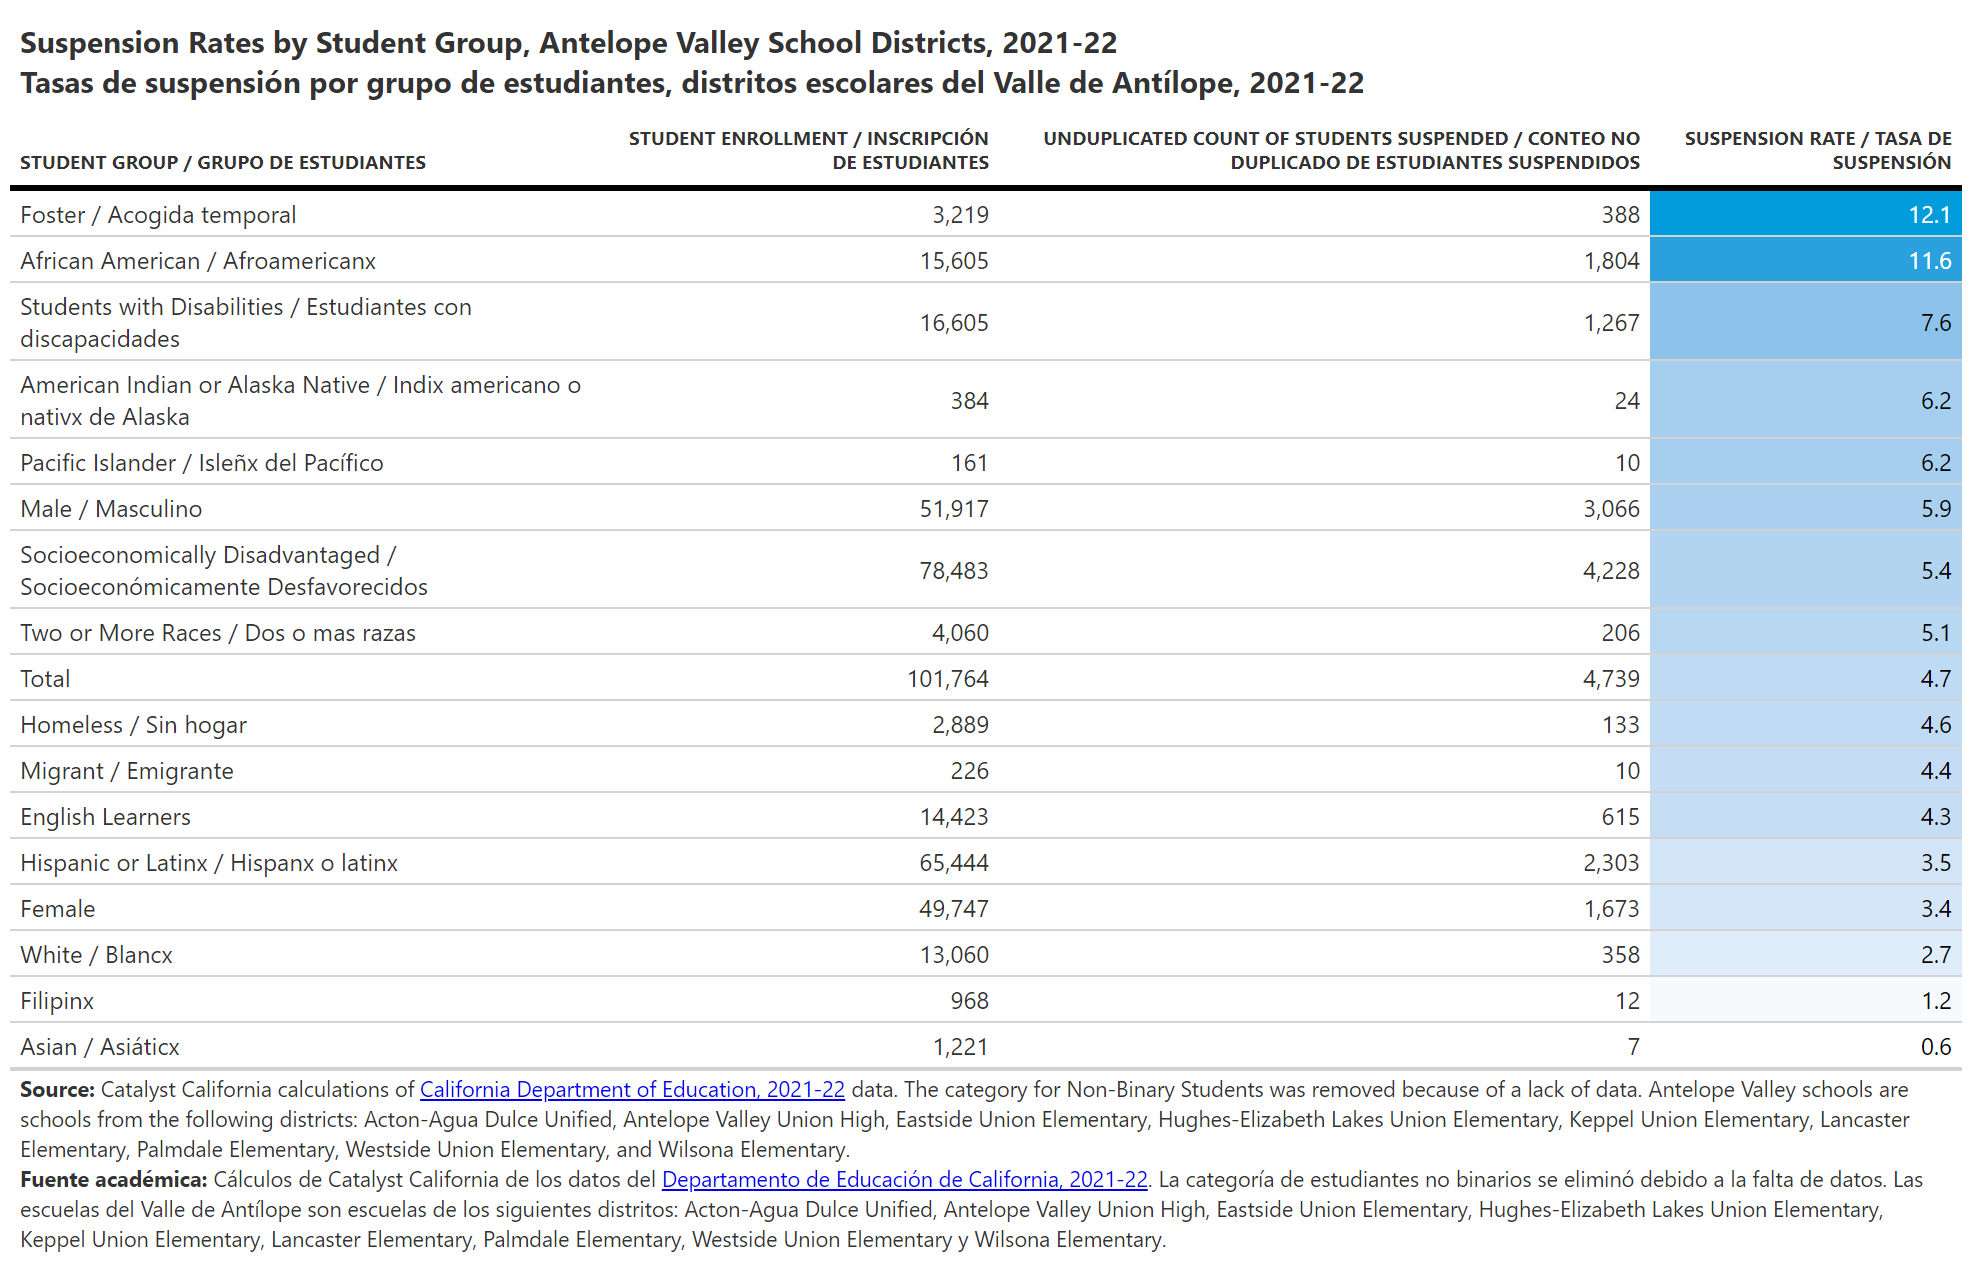 Suspension Rates by Student Group, Antelope Valley School Districts, 2021-22
Tasas de suspensión por grupo de estudiantes, distritos escolares del Valle de Antílope, 2021-22
STUDENT GROUP / GRUPO DE ESTUDIANTES STUDENT ENROLLMENT / INSCRIPCIÓN DE ESTUDIANTES UNDUPLICATED COUNT OF STUDENTS SUSPENDED / CONTEO NO DUPLICADO DE ESTUDIANTES SUSPENDIDOS SUSPENSION RATE / TASA DE SUSPENSIÓN
Foster / Acogida temporal 3,219 388 12.1
African American / Afroamericanx 15,605 1,804 11.6
Students with Disabilities / Estudiantes con discapacidades 16,605 1,267 7.6
American Indian or Alaska Native / Indix americano o nativx de Alaska 384 24 6.2
Pacific Islander / Isleñx del Pacífico 161 10 6.2
Male / Masculino 51,917 3,066 5.9
Socioeconomically Disadvantaged / Socioeconómicamente Desfavorecidos 78,483 4,228 5.4
Two or More Races / Dos o mas razas 4,060 206 5.1
Total 101,764 4,739 4.7
Homeless / Sin hogar 2,889 133 4.6
Migrant / Emigrante 226 10 4.4
English Learners 14,423 615 4.3
Hispanic or Latinx / Hispanx o latinx 65,444 2,303 3.5
Female 49,747 1,673 3.4
White / Blancx 13,060 358 2.7
Filipinx 968 12 1.2
Asian / Asiáticx 1,221 7 0.6
Source: Catalyst California calculations of California Department of Education, 2021-22 data. The category for Non-Binary Students was removed because of a lack of data. Antelope Valley schools are
schools from the following districts: Acton-Agua Dulce Unified, Antelope Valley Union High, Eastside Union Elementary, Hughes-Elizabeth Lakes Union Elementary, Keppel Union Elementary, Lancaster
Elementary, Palmdale Elementary, Westside Union Elementary, and Wilsona Elementary.
Fuente académica: Cálculos de Catalyst California de los datos del Departamento de Educación de California, 2021-22. La categoría de estudiantes no binarios se eliminó debido a la falta de datos. Las
escuelas del Valle de Antílope son escuelas de los siguientes distritos: Acton-Agua Dulce Unified, Antelope Valley Union High, Eastside Union Elementary, Hughes-Elizabeth Lakes Union Elementary,
Keppel Union Elementary, Lancaster Elementary, Palmdale Elementary, Westside Union Elementary y Wilsona Elementary.